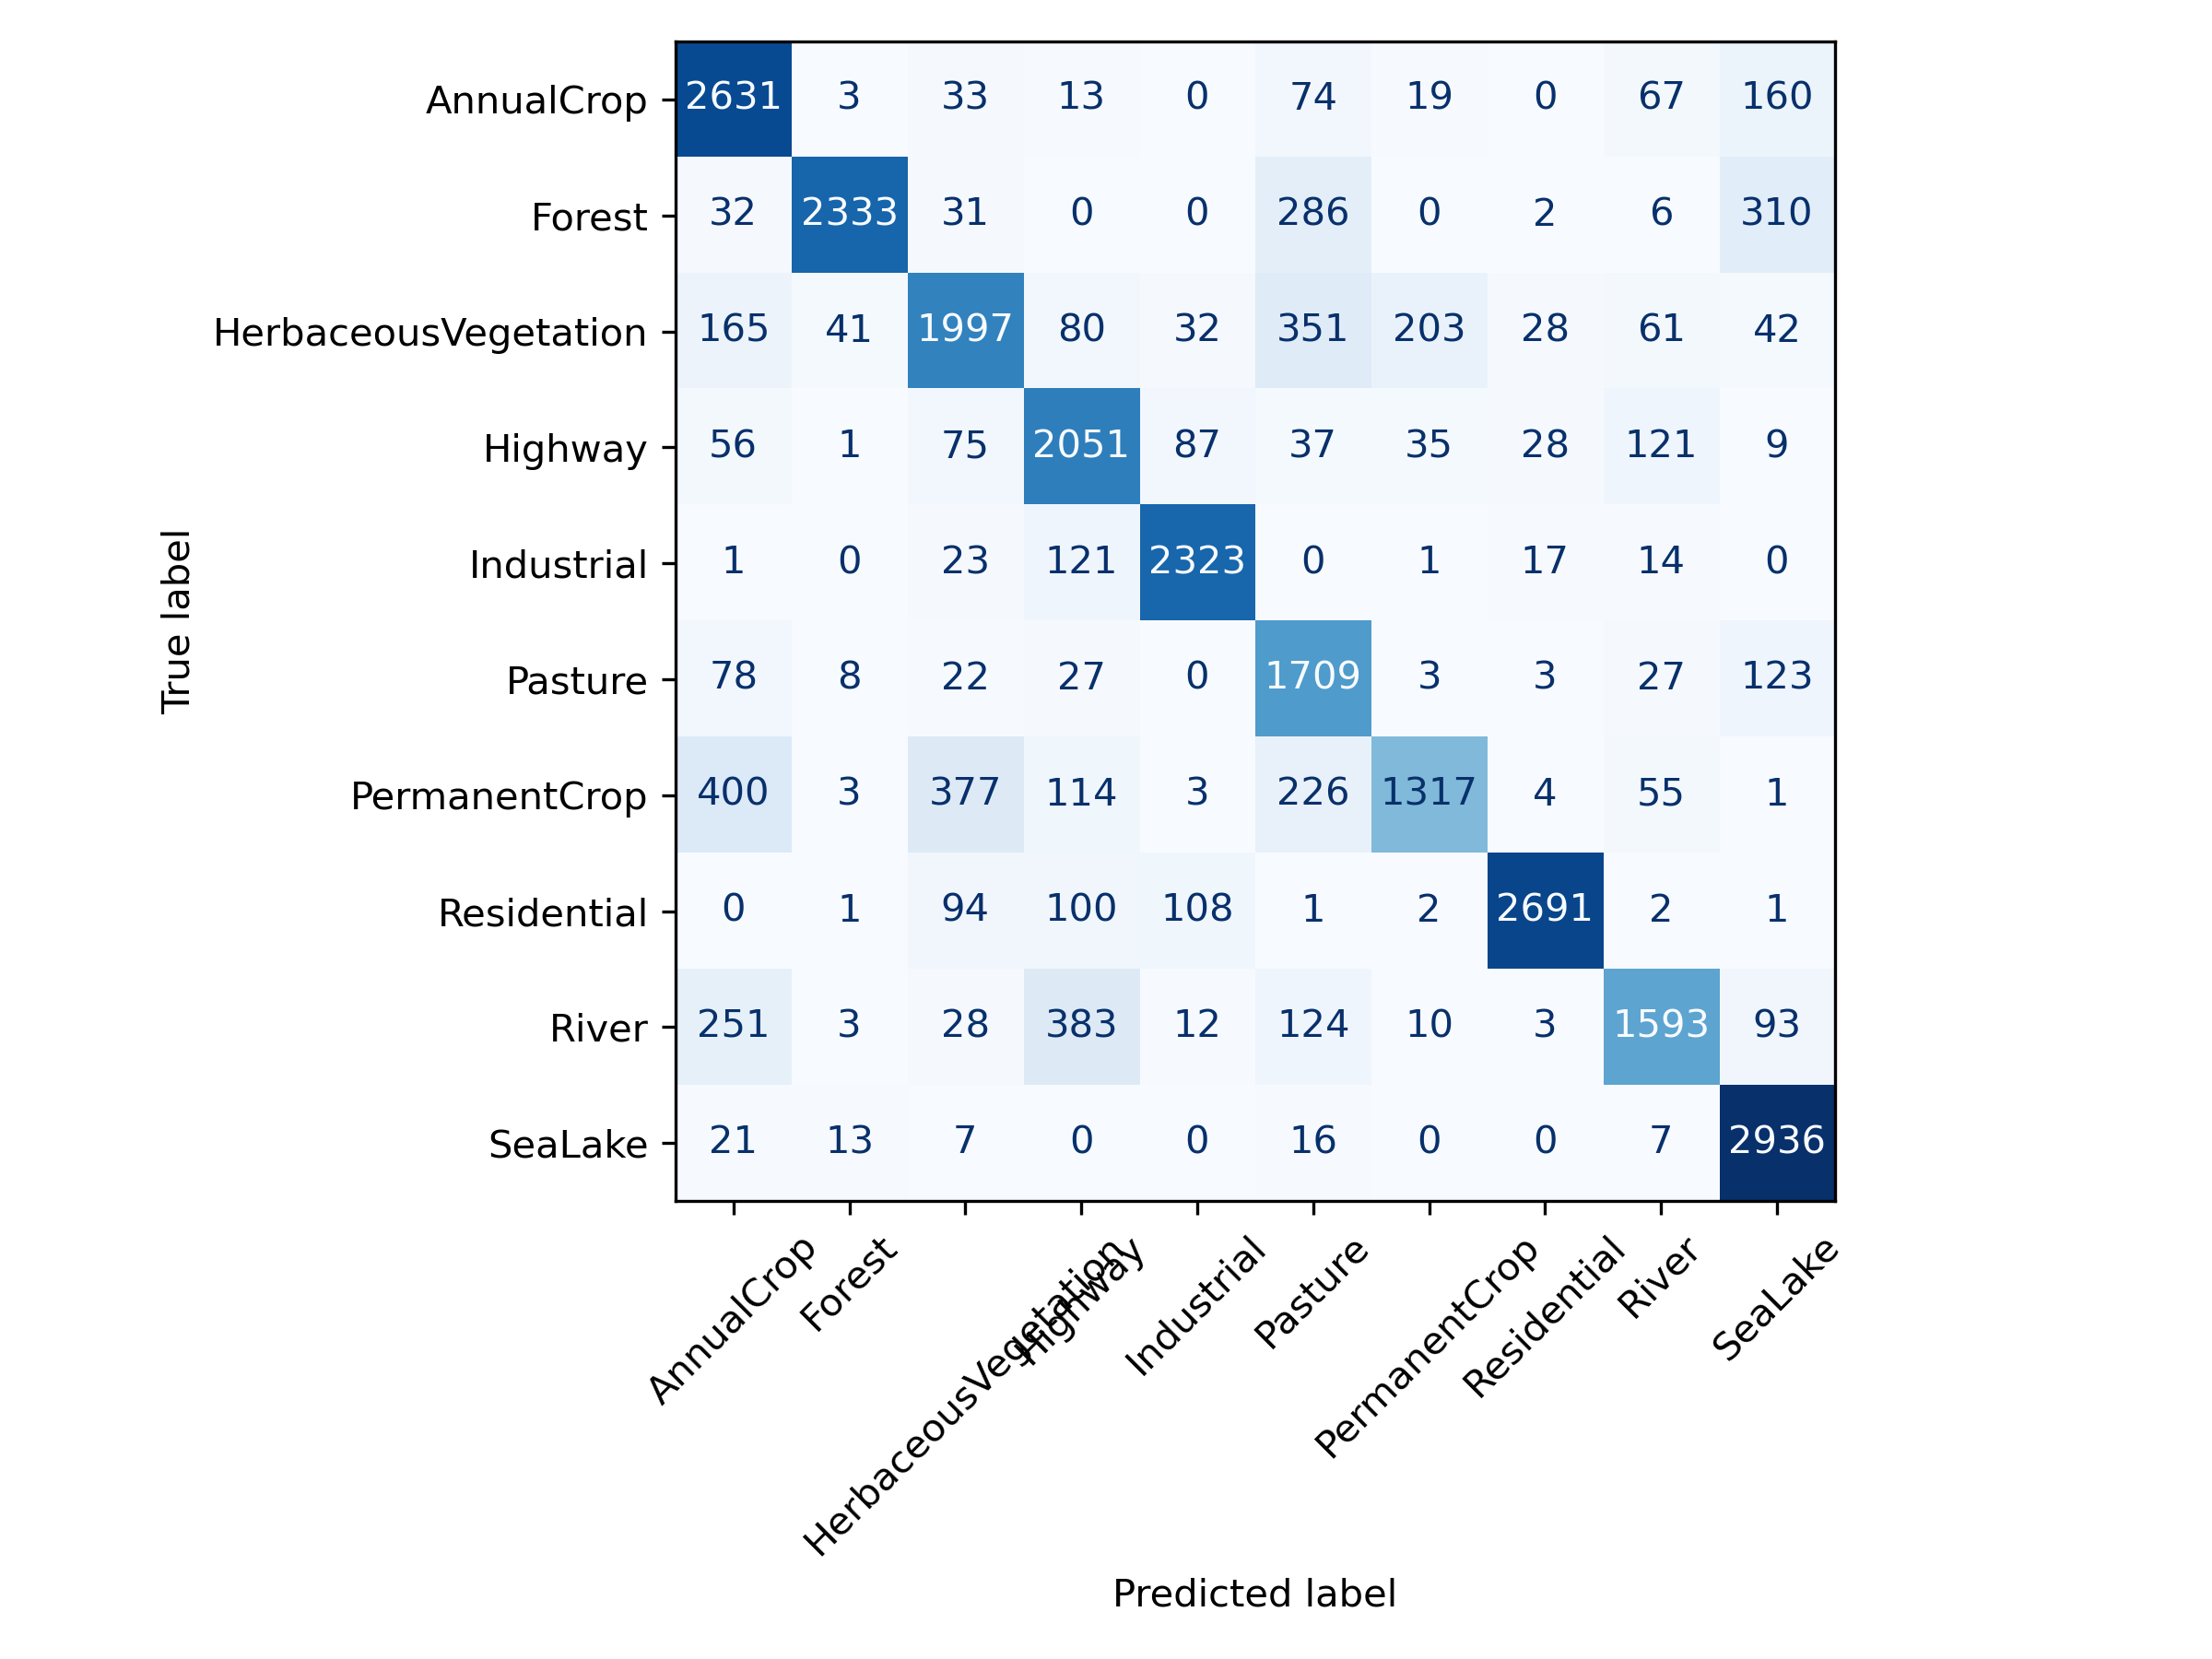 AnnualCrop 2631 3 33 13 0 74 19 0 67 160
Forest 32 2333 31 0 0 286 0 2 6 310
HerbaceousVegetation 165 41 1997 80 32 351 203 28 61 42
Highway 56 1 75 2051 87 37 35 28 121 9
Industrial 1 0 23 121 2323 0 1 17 14 0
Pasture 78 8 22 27 0 1709 3 3 27 123
PermanentCrop 400 3 377 114 3 226 1317 4 55 1
Residential 0 1 94 100 108 1 2 2691 2 1
River 251 3 28 383 12 124 10 3 1593 93
SeaLake 21 13 7 0 0 16 0 0 7 2936
True label
AnnualCrop
Forest
HerbaceousVegetation
Highway
Industrial
Pasture
PermanentCrop
Residential
River
SeaLake
Predicted label